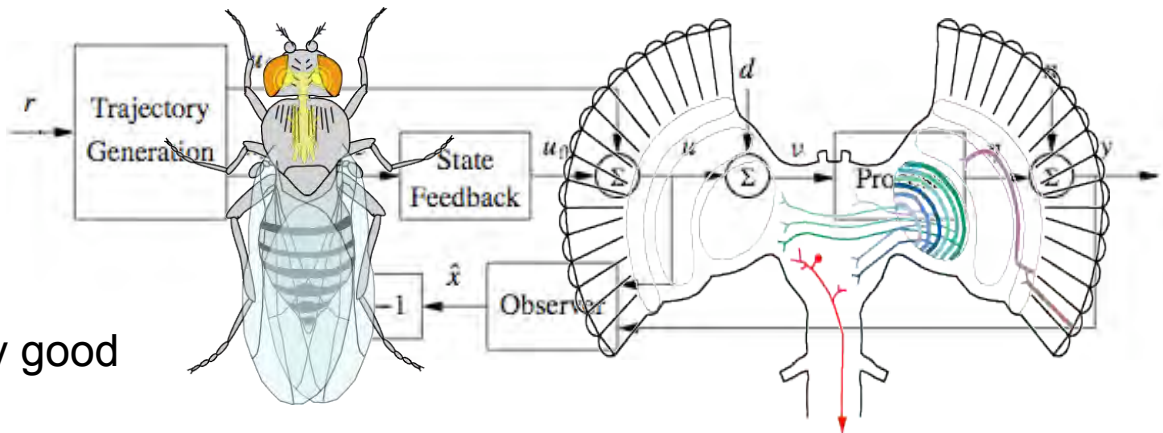 r
Trajectory
Generation
State
Feedback
d
u
Σ
Σ
Σ
v
y
x̂
-1
Observer
y good